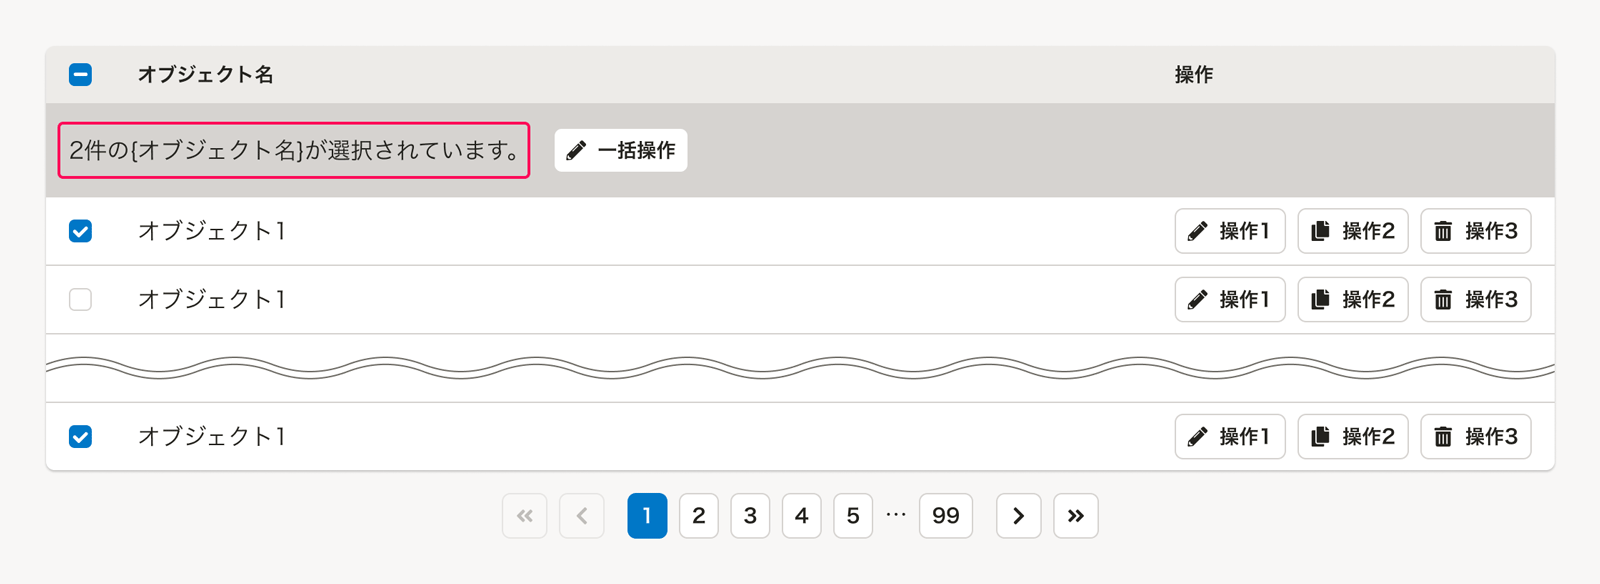 オブジェクト名 操作
2件の{オブジェクト名}が選択されています。 一括操作
オブジェクト1 操作1 操作2 操作3
オブジェクト1 操作1 操作2 操作3
オブジェクト1 操作1 操作2 操作3
1 2 3 4 5 … 99